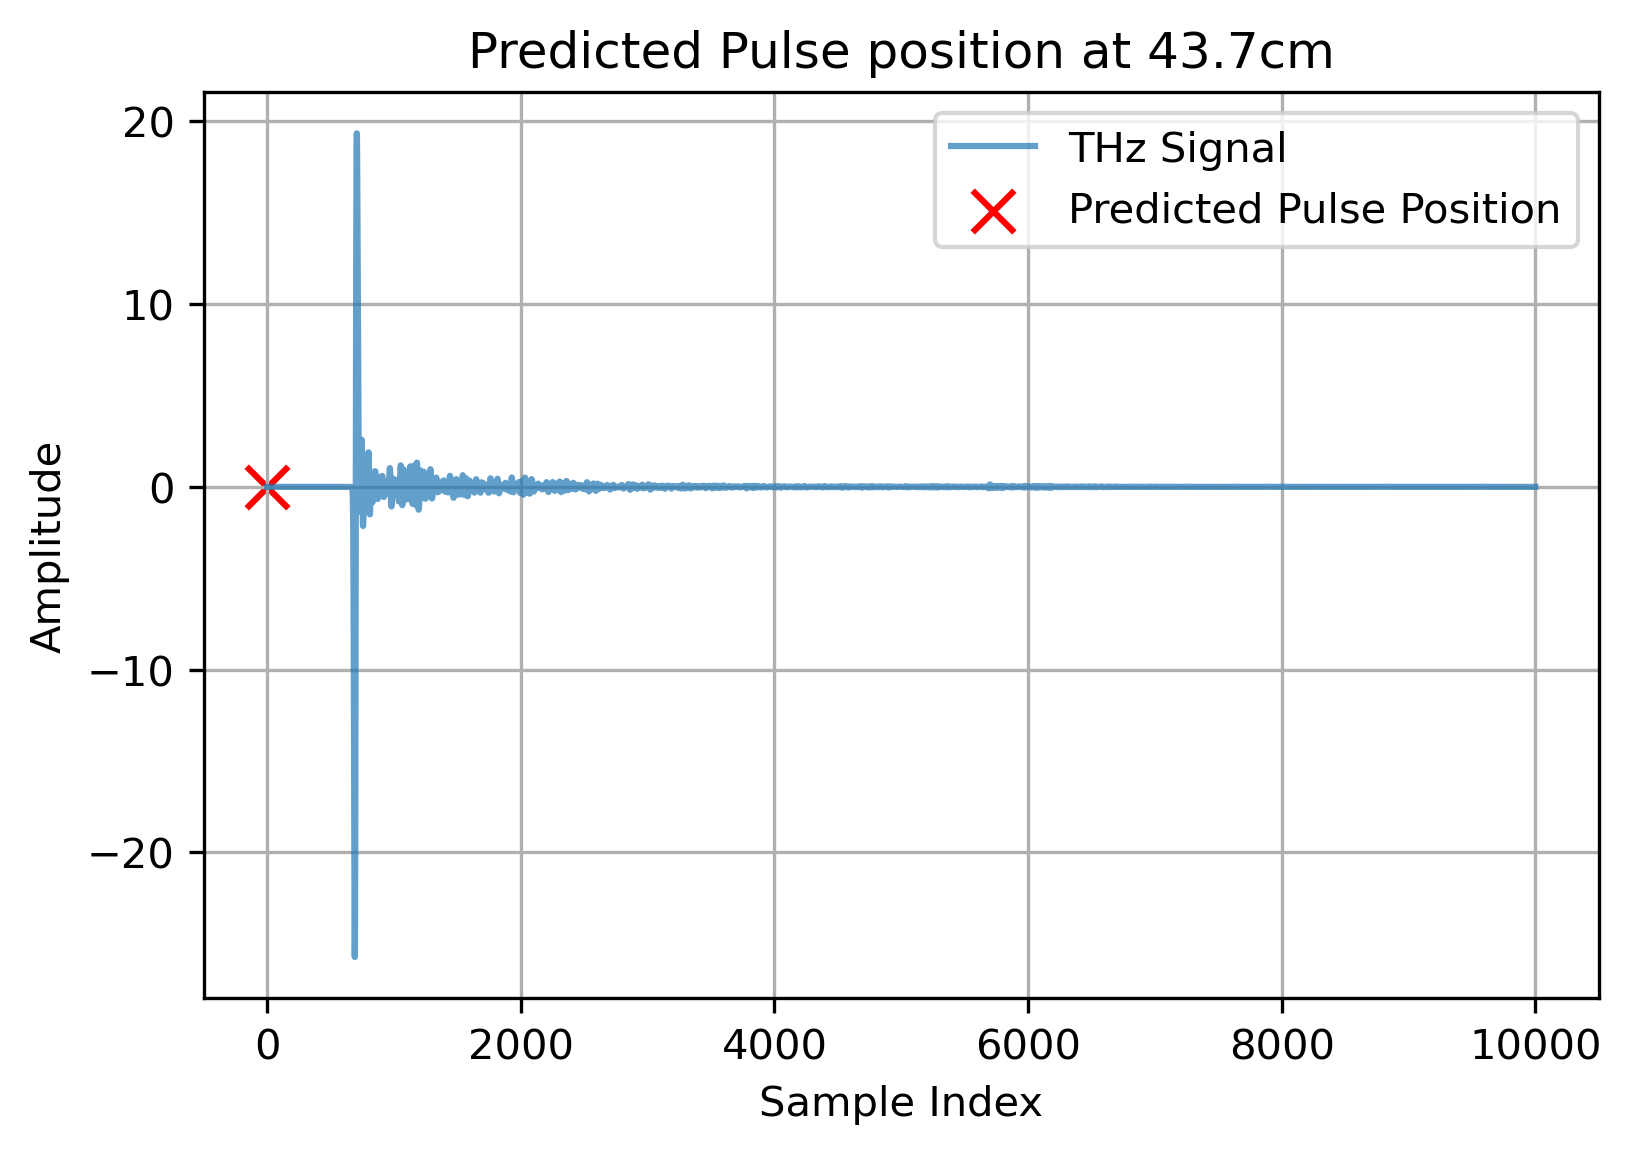 Predicted Pulse position at 43.7cm
THz Signal
Predicted Pulse Position
20
10
0
−10
−20
Amplitude
0 2000 4000 6000 8000 10000
Sample Index